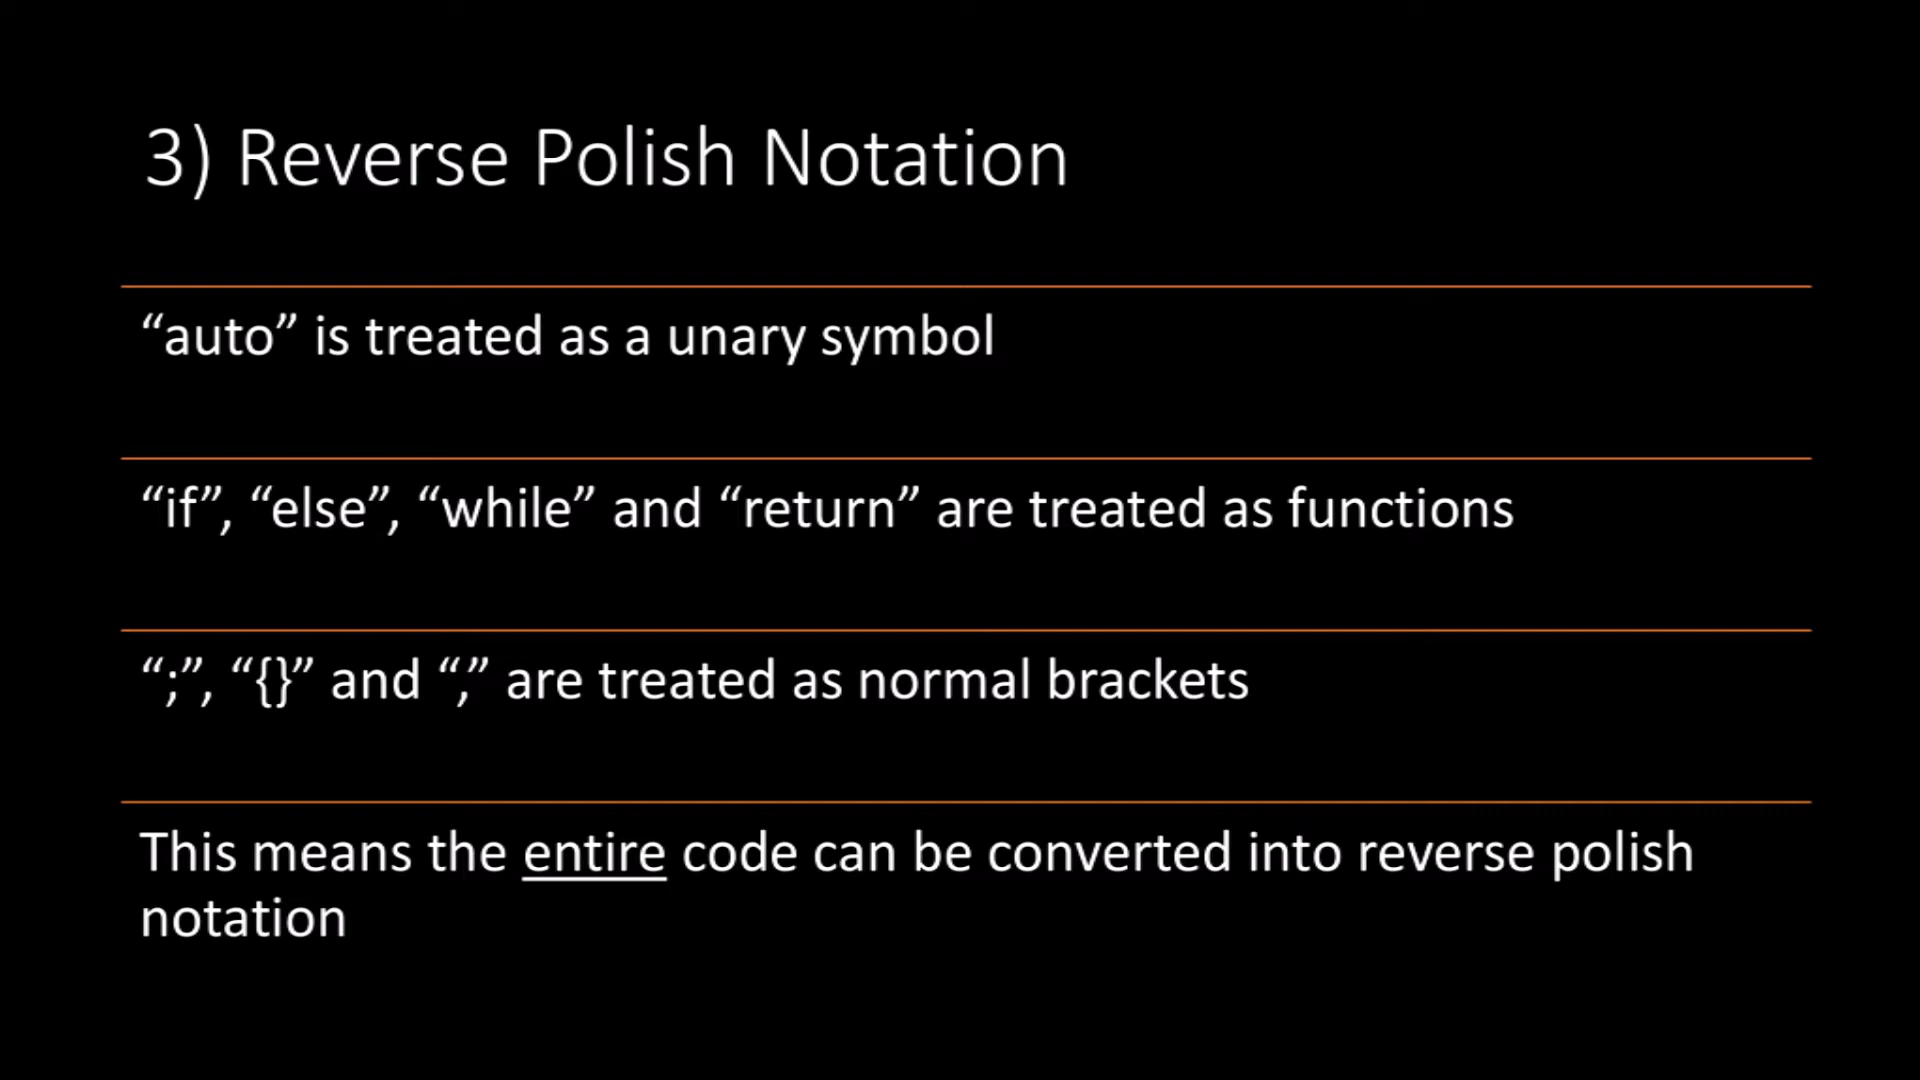 3) Reverse Polish Notation
“auto” is treated as a unary symbol
“if”, “else”, “while” and “return” are treated as functions
“;”, “{}” and “,” are treated as normal brackets
This means the entire code can be converted into reverse polish
notation